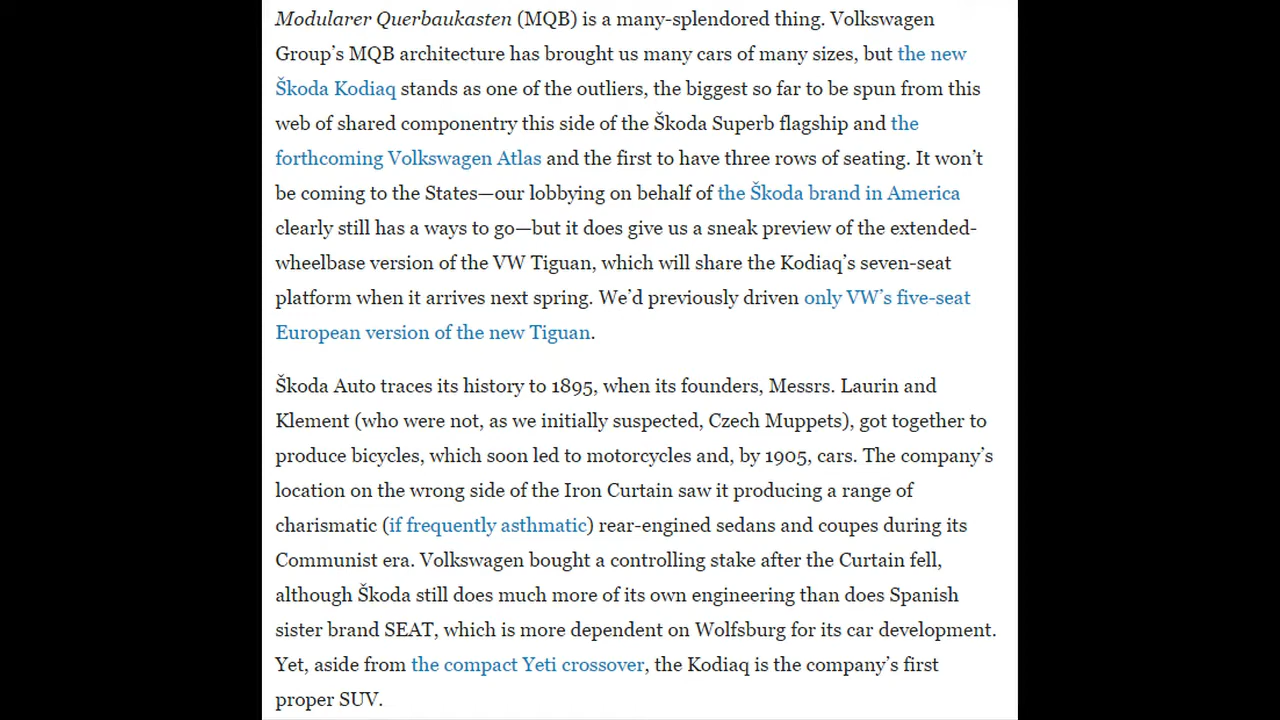 Modularer Querbaukasten (MQB) is a many-splendored thing. Volkswagen
Group’s MQB architecture has brought us many cars of many sizes, but the new
Škoda Kodiaq stands as one of the outliers, the biggest so far to be spun from this
web of shared componentry this side of the Škoda Superb flagship and the
forthcoming Volkswagen Atlas and the first to have three rows of seating. It won’t
be coming to the States—our lobbying on behalf of the Škoda brand in America
clearly still has a ways to go—but it does give us a sneak preview of the extended-
wheelbase version of the VW Tiguan, which will share the Kodiaq’s seven-seat
platform when it arrives next spring. We’d previously driven only VW’s five-seat
European version of the new Tiguan.
Škoda Auto traces its history to 1895, when its founders, Messrs. Laurin and
Klement (who were not, as we initially suspected, Czech Muppets), got together to
produce bicycles, which soon led to motorcycles and, by 1905, cars. The company’s
location on the wrong side of the Iron Curtain saw it producing a range of
charismatic (if frequently asthmatic) rear-engined sedans and coupes during its
Communist era. Volkswagen bought a controlling stake after the Curtain fell,
although Škoda still does much more of its own engineering than does Spanish
sister brand SEAT, which is more dependent on Wolfsburg for its car development.
Yet, aside from the compact Yeti crossover, the Kodiaq is the company’s first
proper SUV.